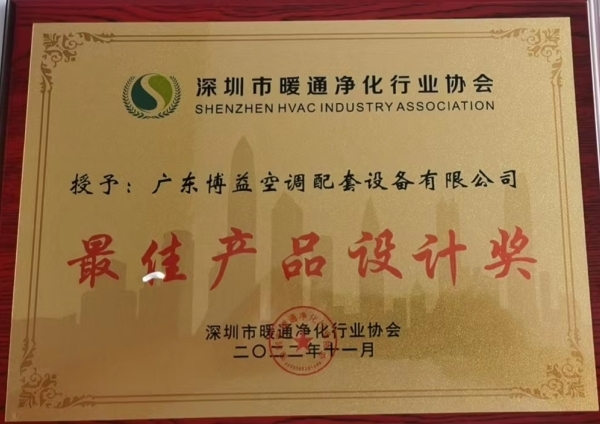 深圳市暖通净化行业协会
SHENZHEN HVAC INDUSTRY ASSOCIATION
授予：广东博益空调配套设备有限公司
最佳产品设计奖
深圳市暖通净化行业协会
二〇二二年十一月